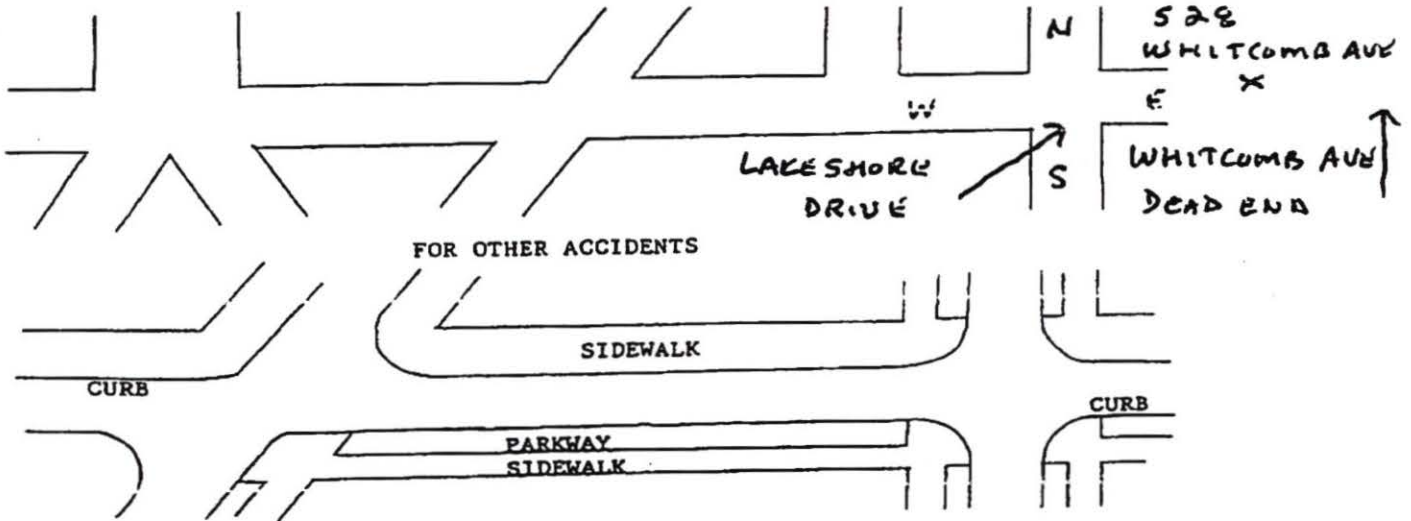 N
528
WHITCOMB AVE
X
W
E
LAKESHORE
DRIVE
S
WHITCOMB AVE
DEAD END
FOR OTHER ACCIDENTS
SIDEWALK
CURB
CURB
PARKWAY
SIDEWALK